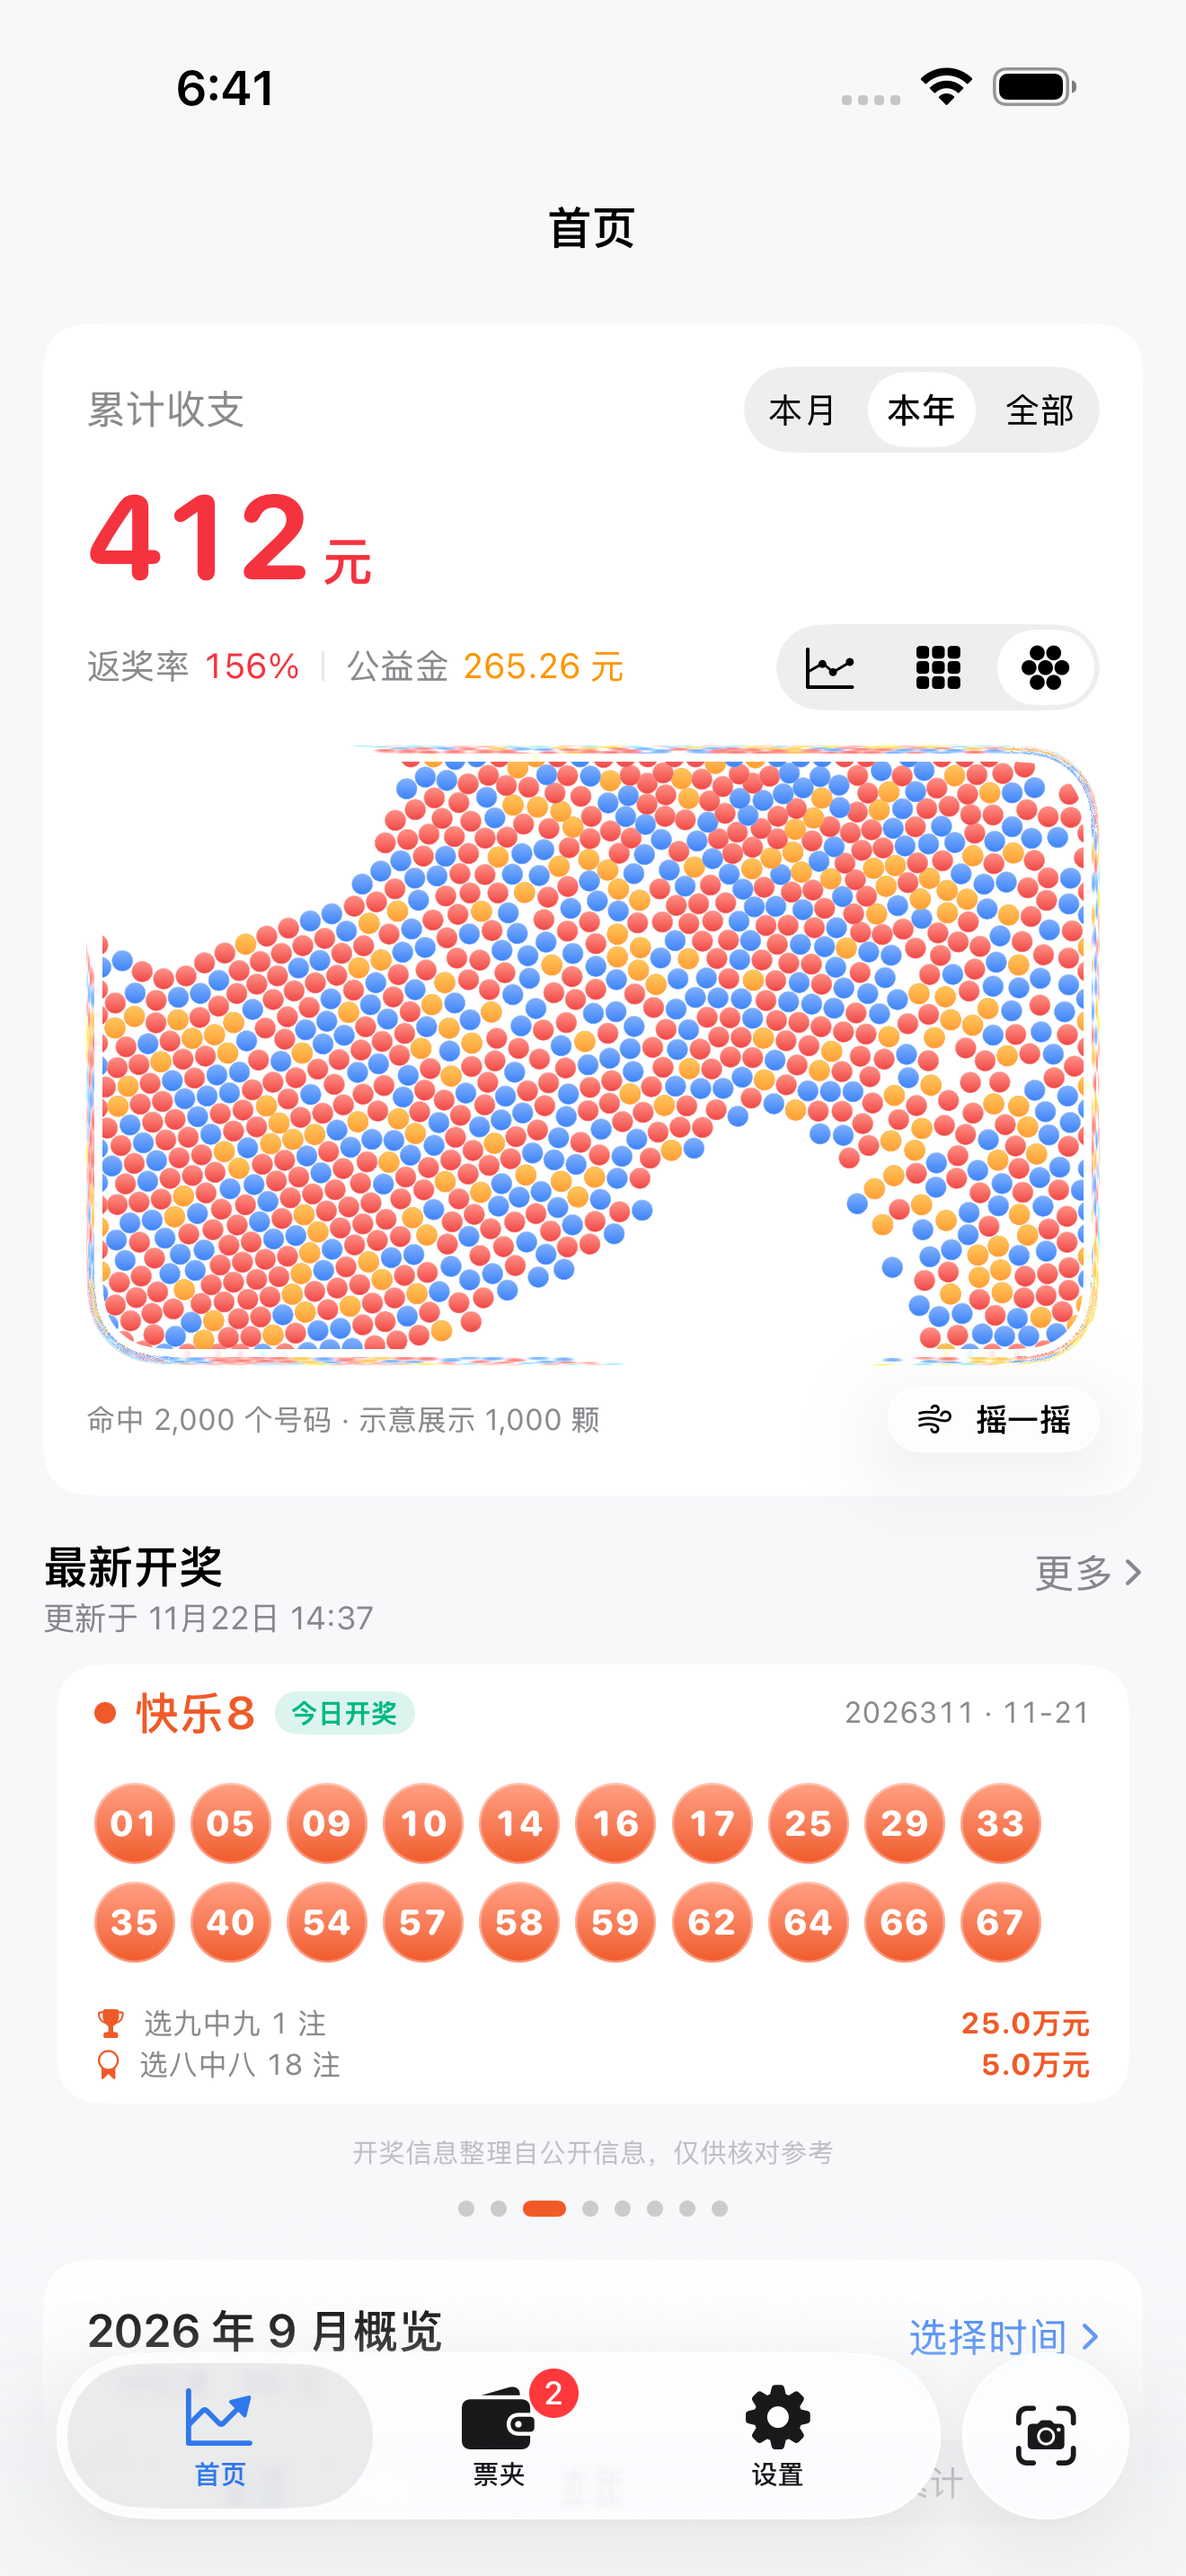 6:41
首页
累计收支
本月 本年 全部
412 元
返奖率 156% 公益金 265.26 元
命中 2,000 个号码 · 示意展示 1,000 颗
摇一摇
最新开奖
更多
更新于 11月22日 14:37
快乐8 今日开奖 2026311 · 11-21
01 05 09 10 14 16 17 25 29 33
35 40 54 57 58 59 62 64 66 67
选九中九 1 注 25.0万元
选八中八 18 注 5.0万元
开奖信息整理自公开信息，仅供核对参考
2026 年 9 月概览 选择时间
2
首页 票夹 设置
计